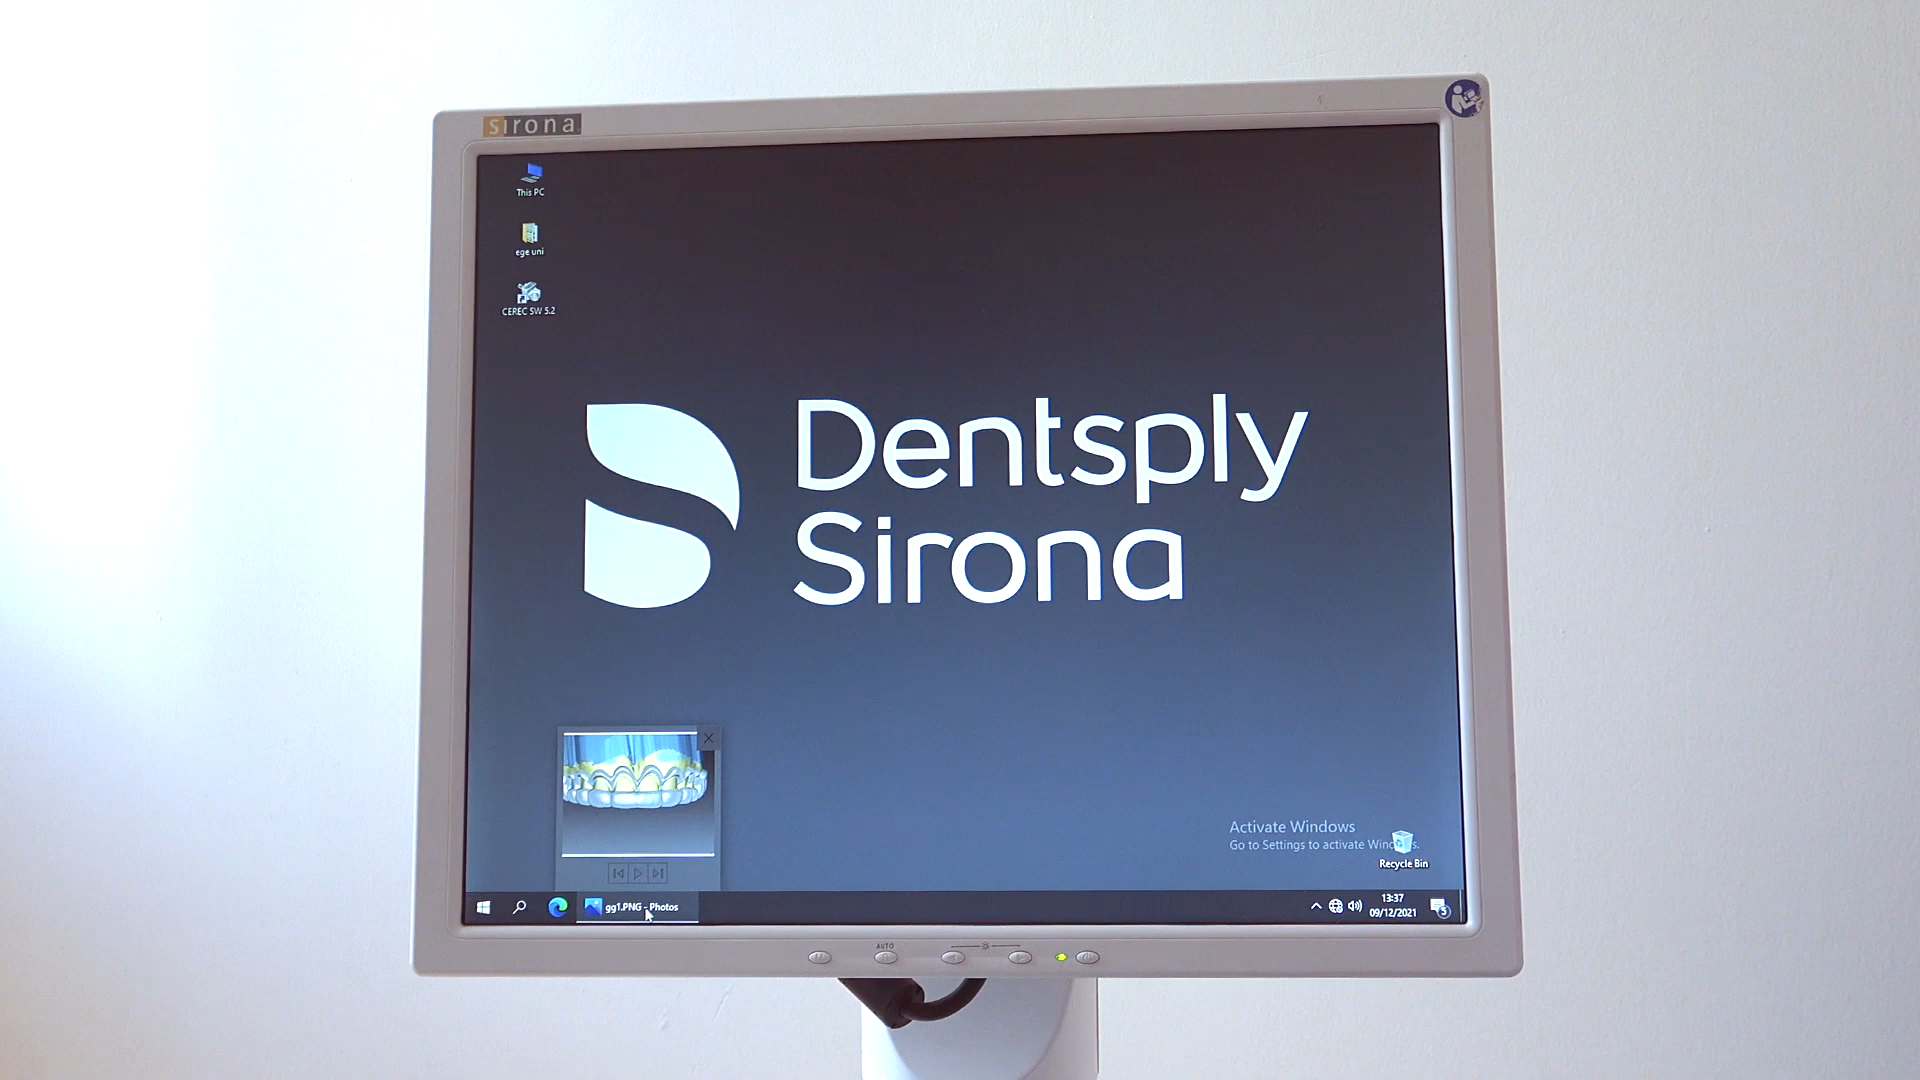 sirona
This PC
ege uni
CEREC SW 5.2
Dentsply
Sirona
Activate Windows
Go to Settings to activate Windows.
Recycle Bin
gg1.PNG - Photos
13:37
09/12/2021
5
AUTO